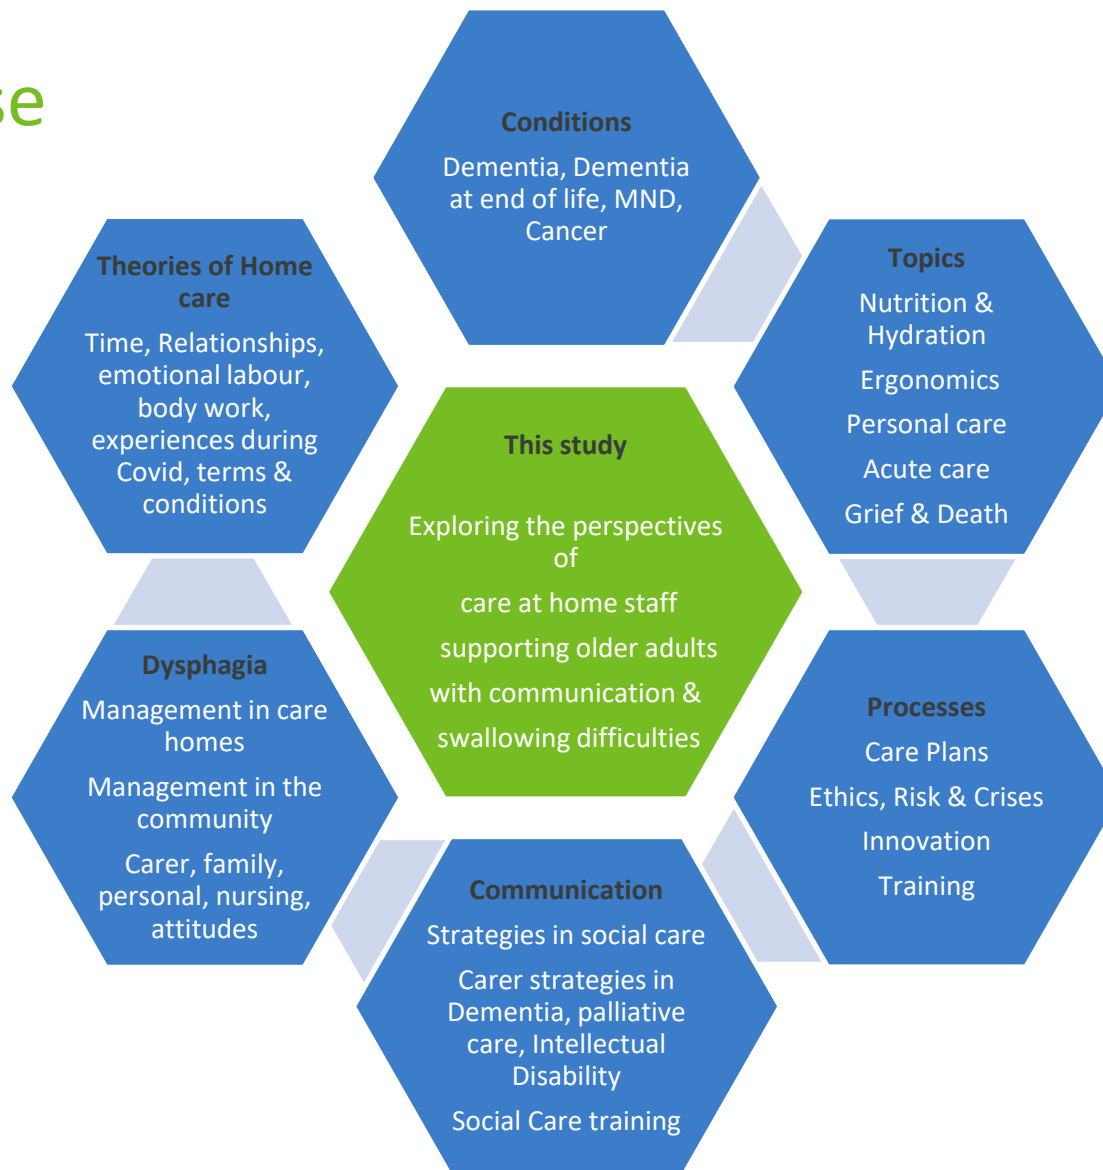 se
Conditions
Dementia, Dementia
at end of life, MND,
Cancer
Topics
Nutrition &
Hydration
Ergonomics
Personal care
Acute care
Grief & Death
Processes
Care Plans
Ethics, Risk & Crises
Innovation
Training
Communication
Strategies in social care
Carer strategies in
Dementia, palliative
care, Intellectual
Disability
Social Care training
Dysphagia
Management in care
homes
Management in the
community
Carer, family,
personal, nursing,
attitudes
Theories of Home
care
Time, Relationships,
emotional labour,
body work,
experiences during
Covid, terms &
conditions
This study
Exploring the perspectives
of
care at home staff
supporting older adults
with communication &
swallowing difficulties